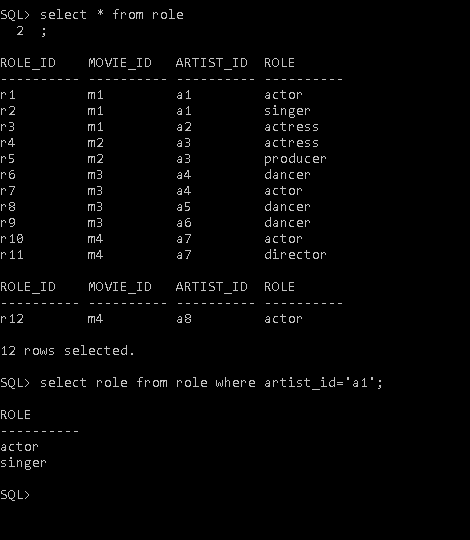 SQL> select * from role
  2  ;

ROLE_ID    MOVIE_ID   ARTIST_ID  ROLE
---------- ---------- ---------- ----------
r1         m1         a1         actor
r2         m1         a1         singer
r3         m1         a2         actress
r4         m2         a3         actress
r5         m2         a3         producer
r6         m3         a4         dancer
r7         m3         a4         actor
r8         m3         a5         dancer
r9         m3         a6         dancer
r10        m4         a7         actor
r11        m4         a7         director

ROLE_ID    MOVIE_ID   ARTIST_ID  ROLE
---------- ---------- ---------- ----------
r12        m4         a8         actor

12 rows selected.

SQL> select role from role where artist_id='a1';

ROLE
----------
actor
singer

SQL>